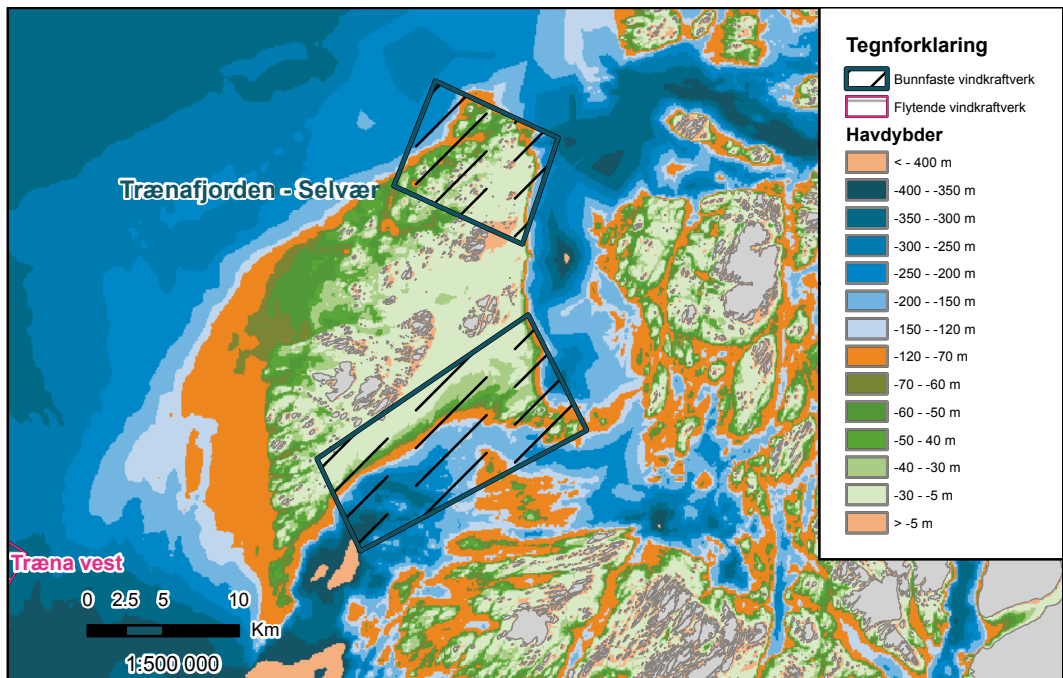 Trænafjorden - Selvær
Træna vest
0 2.5 5 10
Km
1:500 000
Tegnforklaring
Bunnfaste vindkraftverk
Flytende vindkraftverk
Havdybder
< - 400 m
-400 - -350 m
-350 - -300 m
-300 - -250 m
-250 - -200 m
-200 - -150 m
-150 - -120 m
-120 - -70 m
-70 - -60 m
-60 - -50 m
-50 - 40 m
-40 - -30 m
-30 - -5 m
> -5 m